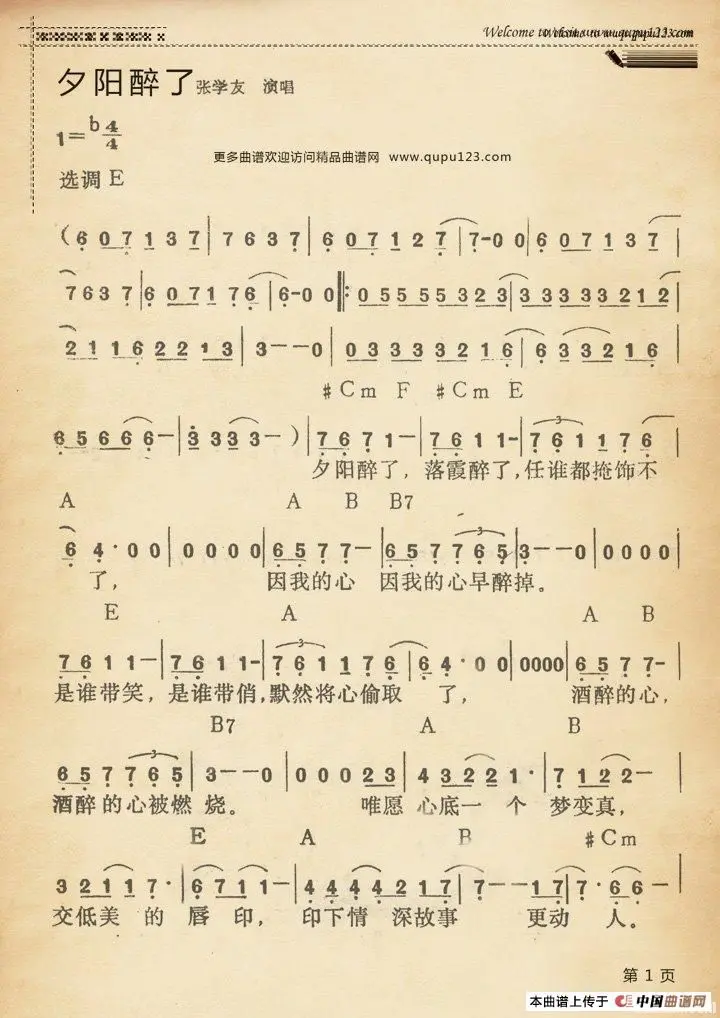 夕阳醉了 张学友 演唱
1=b4/4
更多曲谱欢迎访问精品曲谱网 www.qupu123.com
选调E
(6 0 7 1 3 7 | 7 6 3 7 | 6 0 7 1 2 7 | 7-0 0 | 6 0 7 1 3 7 |
7 6 3 7 | 6 0 7 1 7 6 | 6-0 0 ‖: 0 5 5 5 5 3 2 3 | 3 3 3 3 3 2 1 2 |
2 1 1 6 2 2 1 3 | 3--0 | 0 3 3 3 3 2 1 6 | 6 3 3 2 1 6 |
#Cm F #Cm E
6 5 6 6 6- | 3 3 3 3- ) | 7 6 7 1- | 7 6 1 1- | 7 6 1 1 1 7 6
夕阳醉了, 落霞醉了,任谁都掩饰不
A A B B7
6 4·0 0 | 0 0 0 0 | 6 5 7 7- | 6 5 7 7 6 5 | 3--0 | 0 0 0 0 |
了, 因我的心 因我的心早醉掉。
E A A B
7 6 1 1- | 7 6 1 1- | 7 6 1 1 1 7 6 | 6 4·0 0 | 0000 | 6 5 7 7- |
是谁带笑, 是谁带俏,默然将心偷取 了, 酒醉的心,
B7 A B
6 5 7 7 6 5 | 3--0 | 0 0 0 2 3 | 4 3 2 2 1· | 7 1 2 2-
酒醉的心被燃 烧。 唯愿 心底一 个 梦变真,
E A B #Cm
3 2 1 1 7· | 6 7 1 1- | 4 4 4 4 2 1 7 | 7--1 7 | 7·6 6- |
交低美 的 唇 印, 印下情 深故事 更动 人。
第 1 页
本曲谱上传于 中国曲谱网